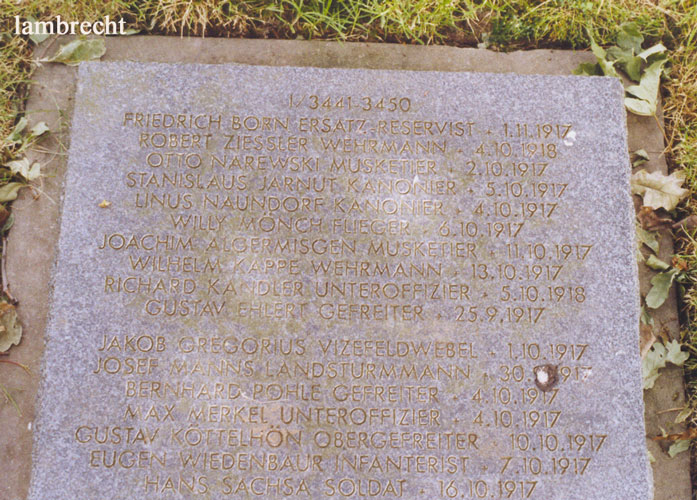 lambrecht
1/3441-3450
FRIEDRICH BORN ERSATZ-RESERVIST + 1.11.1917
ROBERT ZIESSLER WEHRMANN + 4.10.1918
OTTO NAREWSKI MUSKETIER + 2.10.1917
STANISLAUS JARNUT KANONIER + 5.10.1917
LINUS NAUNDORF KANONIER + 4.10.1917
WILLY MÖNCH FLIEGER + 6.10.1917
JOACHIM ALGERMISGEN MUSKETIER + 11.10.1917
WILHELM KAPPE WEHRMANN + 13.10.1917
RICHARD KANDLER UNTEROFFIZIER + 5.10.1918
GUSTAV EHLERT GEFREITER + 25.9.1917
JAKOB GREGORIUS VIZEFELDWEBEL + 1.10.1917
JOSEF MANNS LANDSTURMMANN +
BERNHARD POHLE GEFREITER + 4.10.1917
MAX MERKEL UNTEROFFIZIER + 4.10.1917
GUSTAV KÖTTELHÖN OBERGEFREITER + 10.10.1917
EUGEN WIEDENBAUR INFANTERIST + 7.10.1917
HANS SACHSA SOLDAT + 16.10.1917